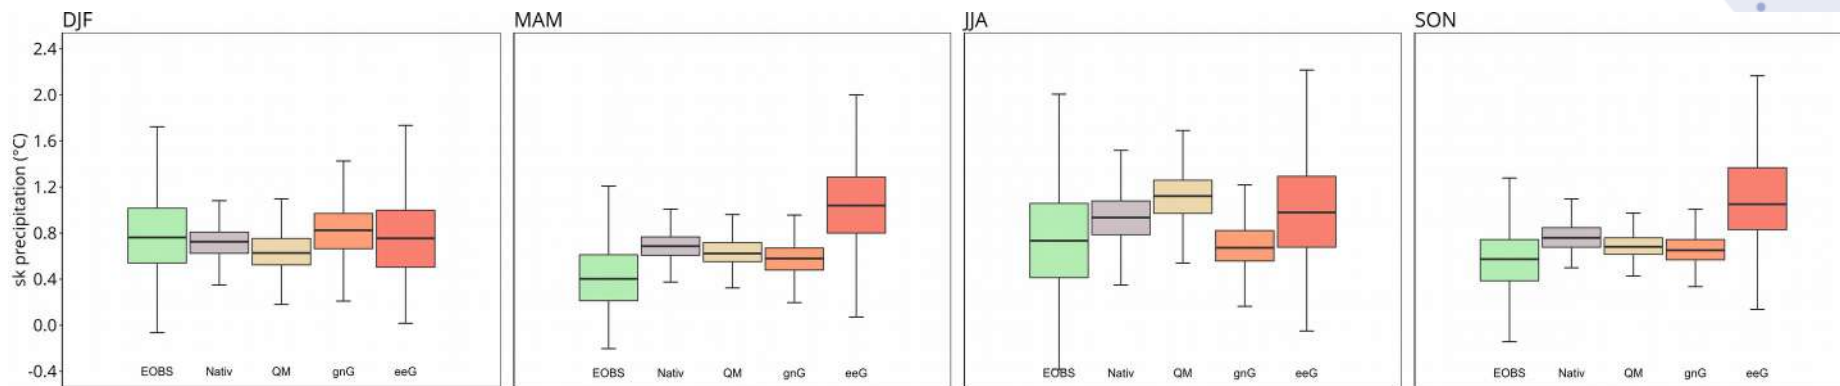 DJF MAM JJA SON
sk precipitation (°C)
2.4
2.0
1.6
1.2
0.8
0.4
0.0
-0.4
EOBS Nativ QM gnG eeG
EOBS Nativ QM gnG eeG
EOBS Nativ QM gnG eeG
EOBS Nativ QM gnG eeG